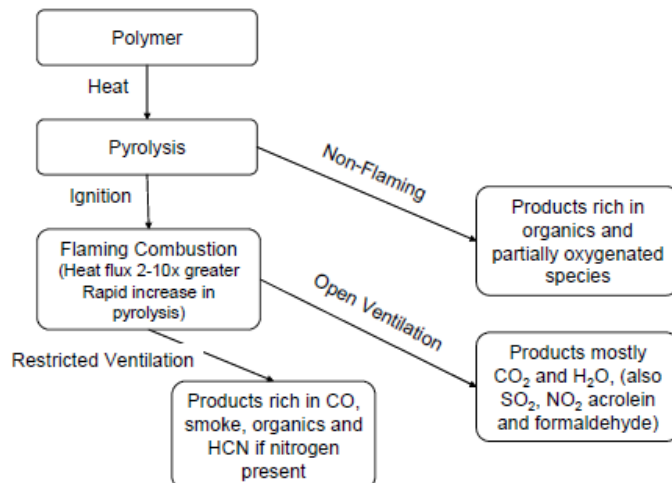 Polymer
Heat
Pyrolysis
Non-Flaming
Ignition
Products rich in
organics and
partially oxygenated
species
Flaming Combustion
(Heat flux 2-10x greater
Rapid increase in
pyrolysis)
Open Ventilation
Restricted Ventilation
Products mostly
CO₂ and H₂O, (also
SO₂, NO₂ acrolein
and formaldehyde)
Products rich in CO,
smoke, organics and
HCN if nitrogen
present